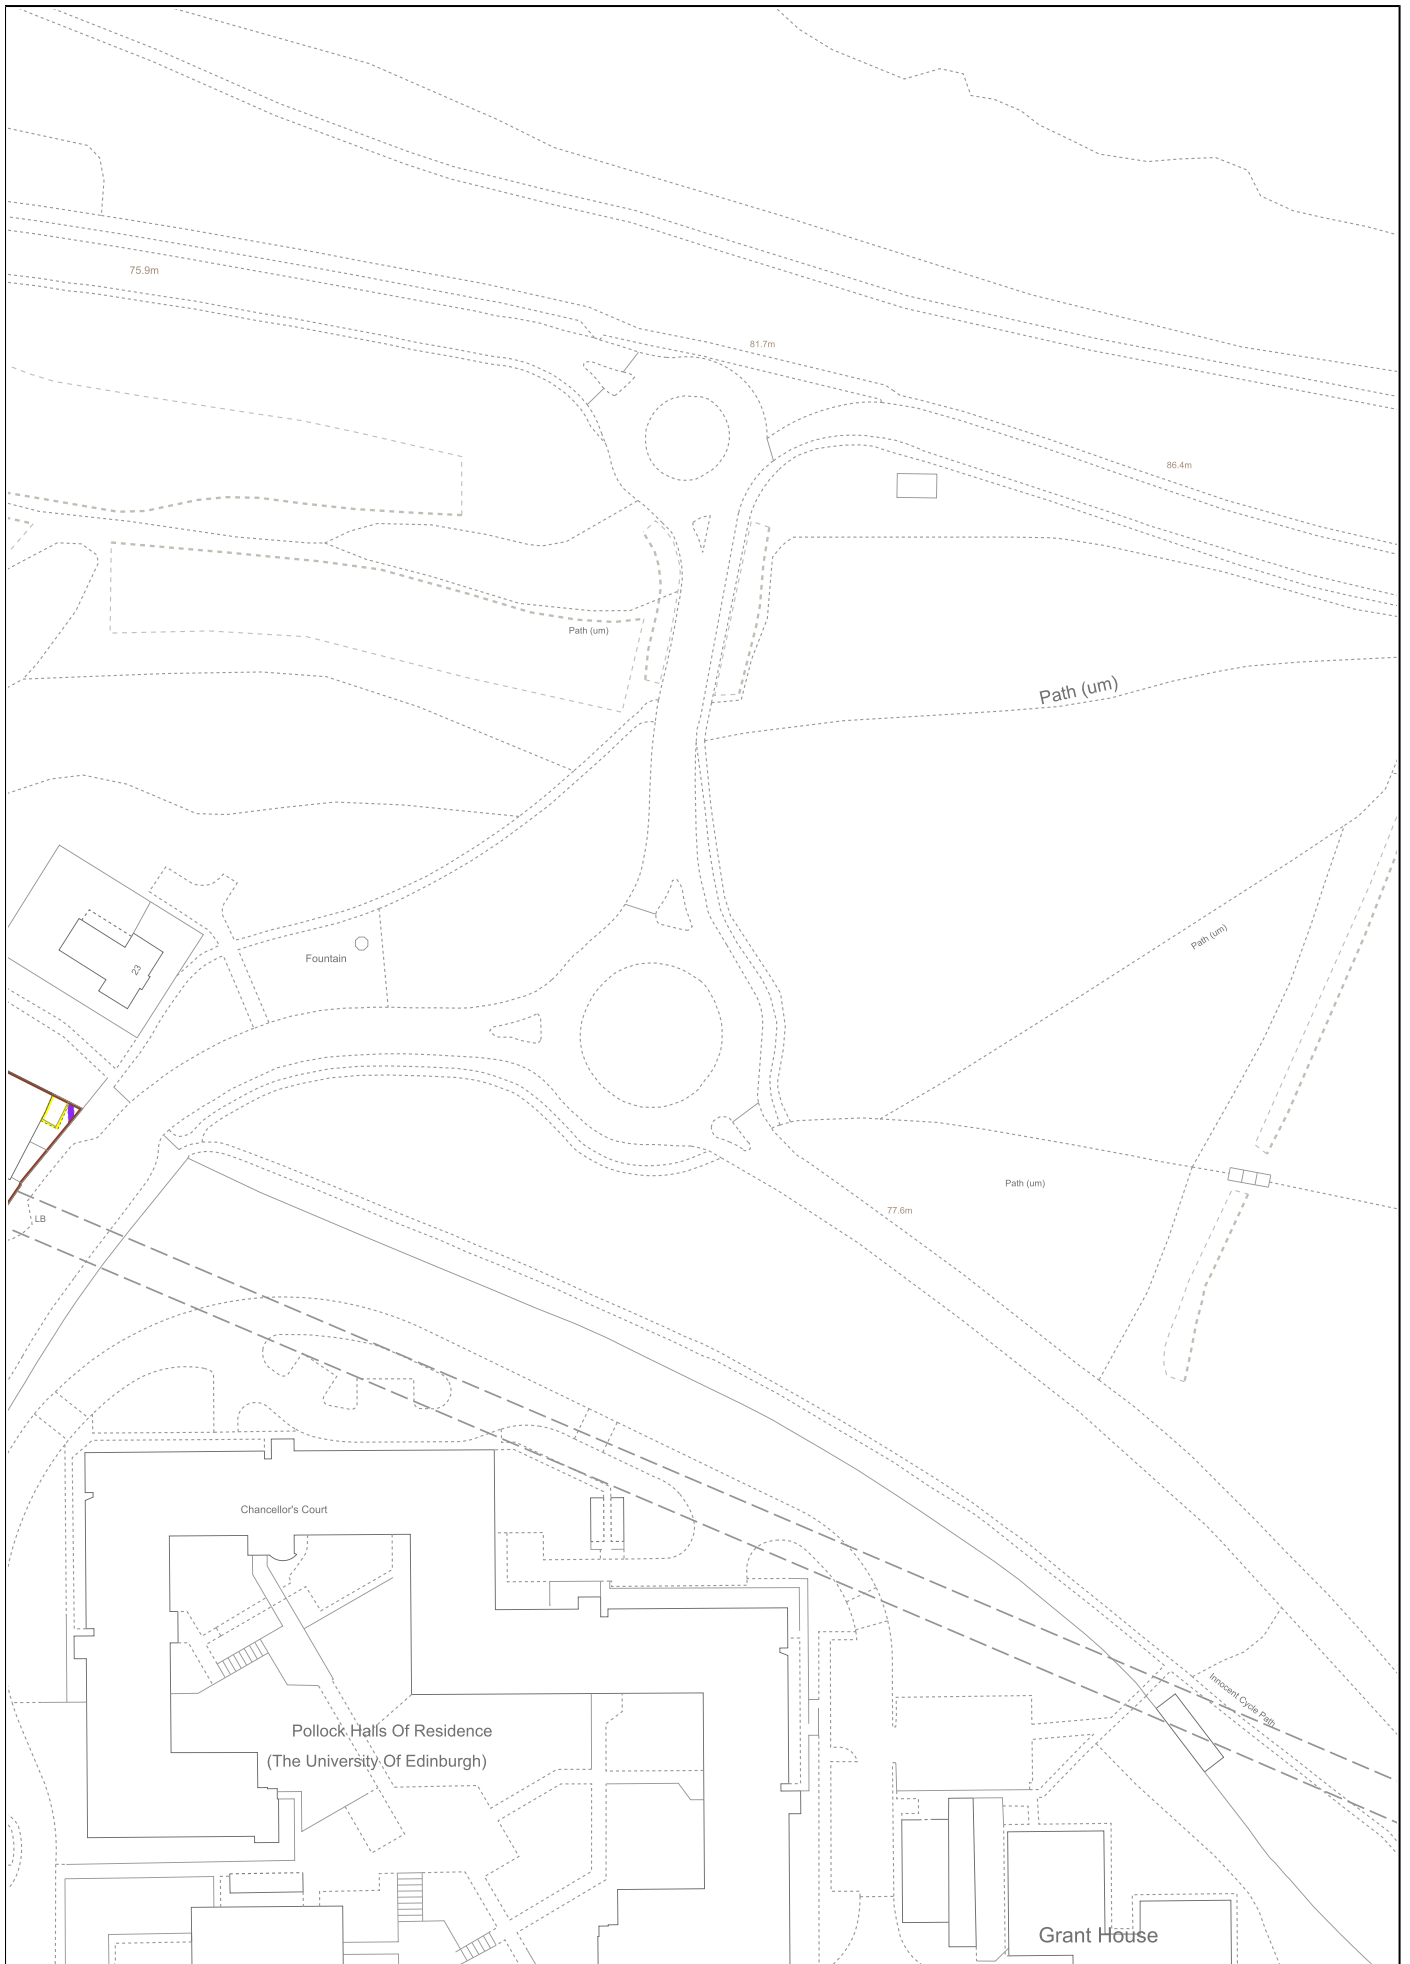 75.9m
81.7m
86.4m
Path (um)
Path (um)
Path (um)
23
Fountain
Path (um)
77.6m
LB
Chancellor's Court
Innocent Cycle Path
Pollock Halls Of Residence
(The University Of Edinburgh)
Grant House